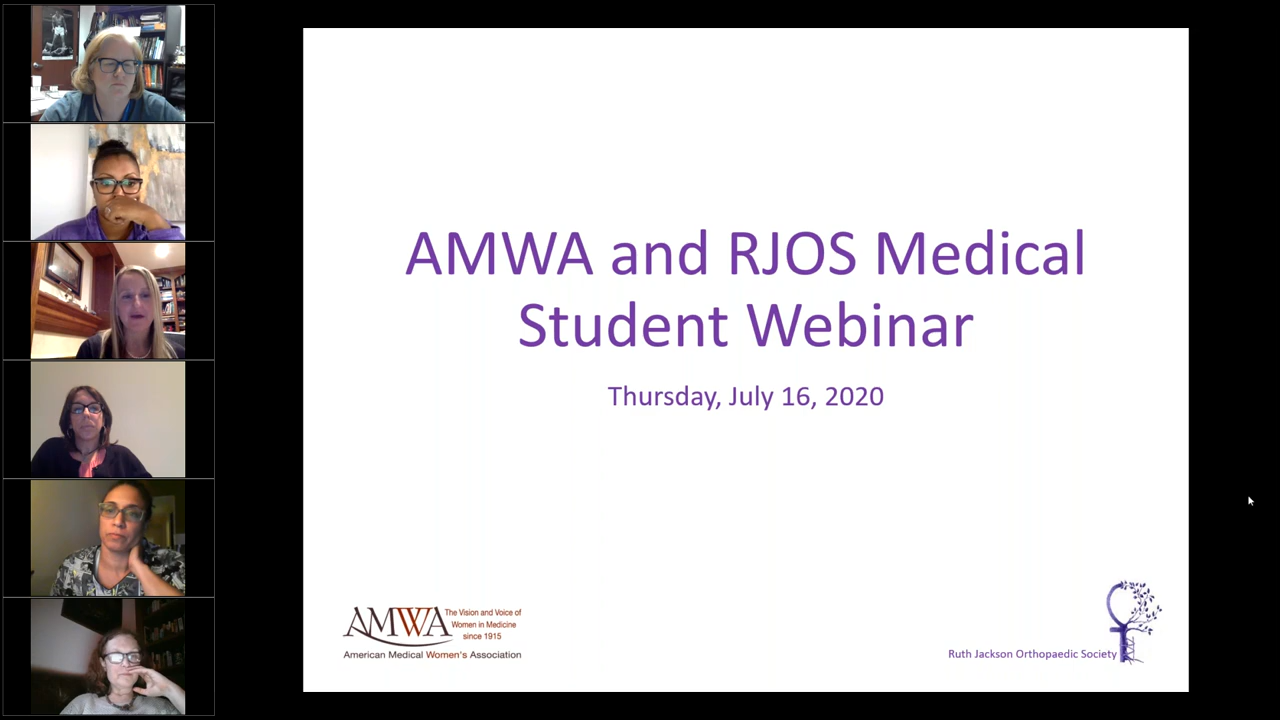 AMWA and RJOS Medical
Student Webinar
Thursday, July 16, 2020
AMWA
The Vision and Voice of
Women in Medicine
since 1915
American Medical Women's Association
Ruth Jackson Orthopaedic Society